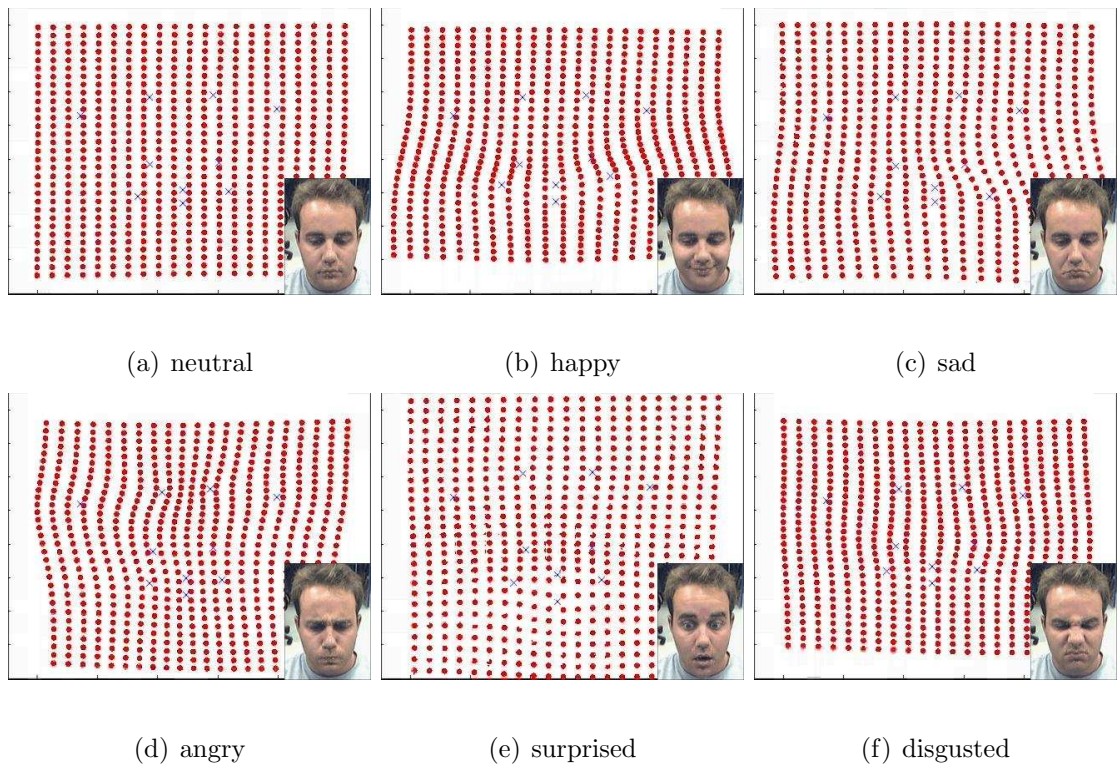 (a) neutral
(b) happy
(c) sad
(d) angry
(e) surprised
(f) disgusted